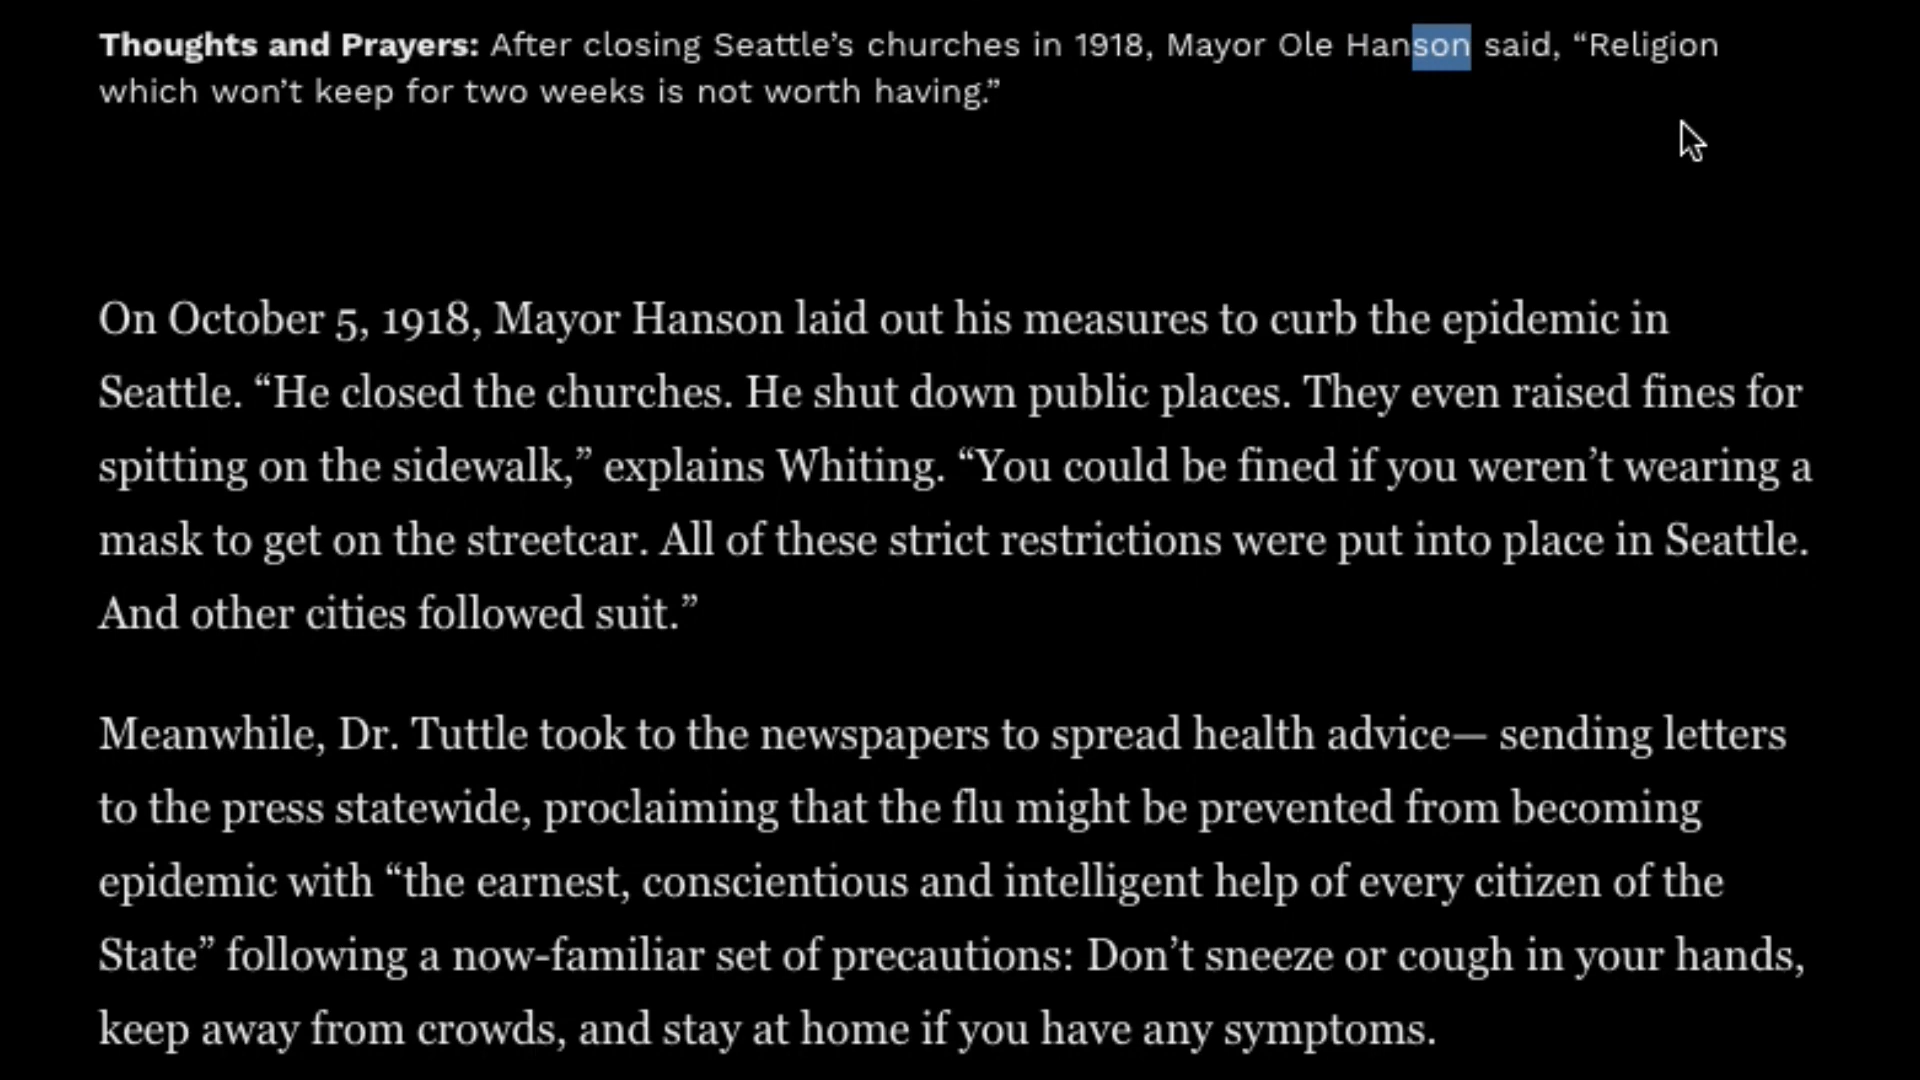 Thoughts and Prayers: After closing Seattle’s churches in 1918, Mayor Ole Hanson said, “Religion
which won’t keep for two weeks is not worth having.”
On October 5, 1918, Mayor Hanson laid out his measures to curb the epidemic in
Seattle. “He closed the churches. He shut down public places. They even raised fines for
spitting on the sidewalk,” explains Whiting. “You could be fined if you weren’t wearing a
mask to get on the streetcar. All of these strict restrictions were put into place in Seattle.
And other cities followed suit.”
Meanwhile, Dr. Tuttle took to the newspapers to spread health advice— sending letters
to the press statewide, proclaiming that the flu might be prevented from becoming
epidemic with “the earnest, conscientious and intelligent help of every citizen of the
State” following a now-familiar set of precautions: Don’t sneeze or cough in your hands,
keep away from crowds, and stay at home if you have any symptoms.